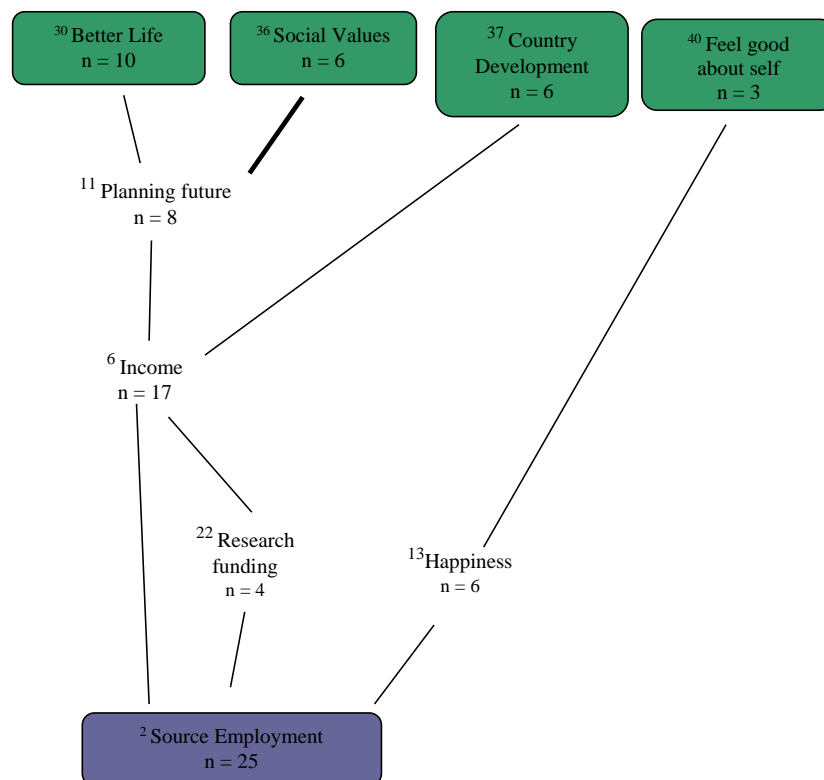 30 Better Life
n = 10
36 Social Values
n = 6
37 Country
Development
n = 6
40 Feel good
about self
n = 3
11 Planning future
n = 8
6 Income
n = 17
22 Research
funding
n = 4
13 Happiness
n = 6
2 Source Employment
n = 25